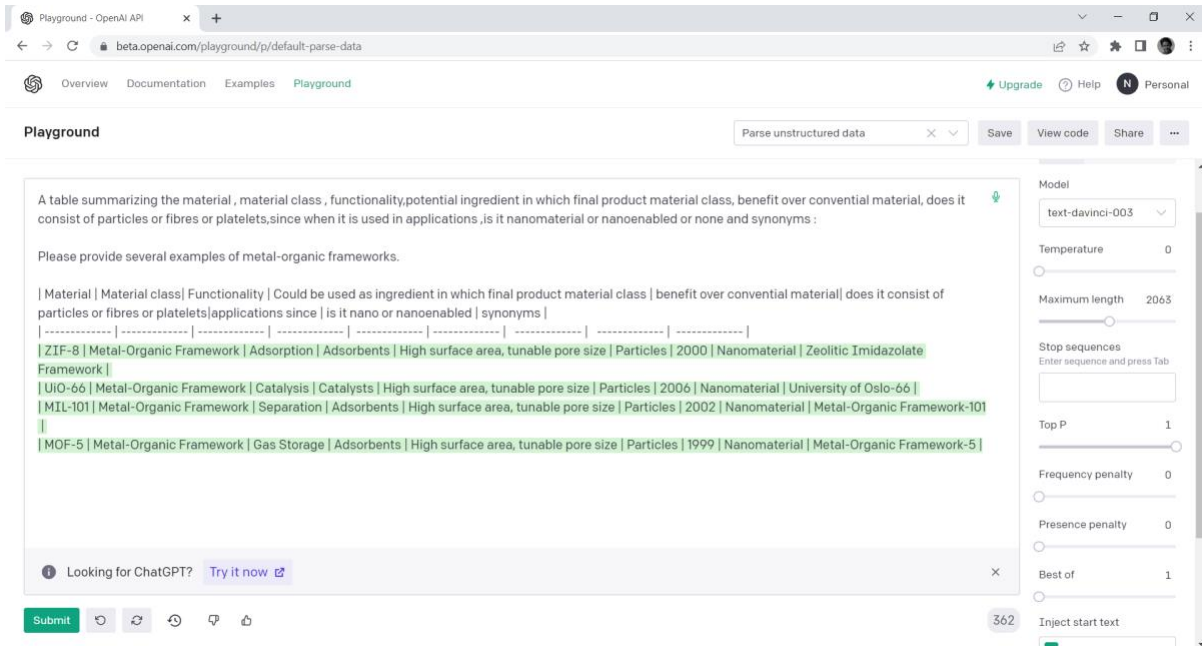 Playground - OpenAI API
beta.openai.com/playground/p/default-parse-data
Overview Documentation Examples Playground
Upgrade Help N Personal
Playground
Parse unstructured data
Save View code Share ...
A table summarizing the material , material class , functionality,potential ingredient in which final product material class, benefit over convential material, does it
consist of particles or fibres or platelets,since when it is used in applications ,is it nanomaterial or nanoenabled or none and synonyms :
Please provide several examples of metal-organic frameworks.
| Material | Material class| Functionality | Could be used as ingredient in which final product material class | benefit over convential material| does it consist of
particles or fibres or platelets|applications since | is it nano or nanoenabled | synonyms |
| ------------- | -------------| ------------- | ------------- | ------------- | ------------- | ------------- | ------------- | ------------- |
| ZIF-8 | Metal-Organic Framework | Adsorption | Adsorbents | High surface area, tunable pore size | Particles | 2000 | Nanomaterial | Zeolitic Imidazolate
Framework |
| UiO-66 | Metal-Organic Framework | Catalysis | Catalysts | High surface area, tunable pore size | Particles | 2006 | Nanomaterial | University of Oslo-66 |
| MIL-101 | Metal-Organic Framework | Separation | Adsorbents | High surface area, tunable pore size | Particles | 2002 | Nanomaterial | Metal-Organic Framework-101
|
| MOF-5 | Metal-Organic Framework | Gas Storage | Adsorbents | High surface area, tunable pore size | Particles | 1999 | Nanomaterial | Metal-Organic Framework-5 |
Looking for ChatGPT? Try it now
Submit
362
Model
text-davinci-003
Temperature 0
Maximum length 2063
Stop sequences
Enter sequence and press Tab
Top P 1
Frequency penalty 0
Presence penalty 0
Best of 1
Inject start text